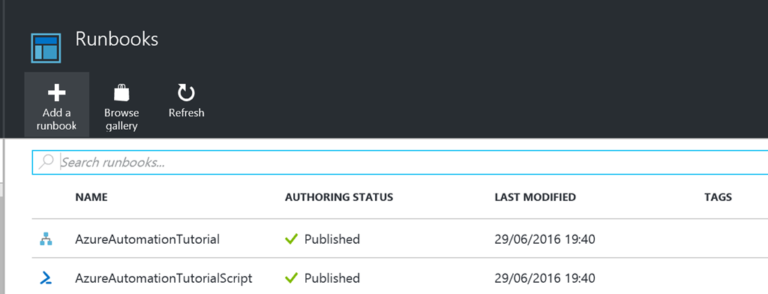 Runbooks
Add a
runbook
Browse
gallery
Refresh
Search runbooks...
NAME AUTHORING STATUS LAST MODIFIED TAGS
AzureAutomationTutorial Published 29/06/2016 19:40
AzureAutomationTutorialScript Published 29/06/2016 19:40